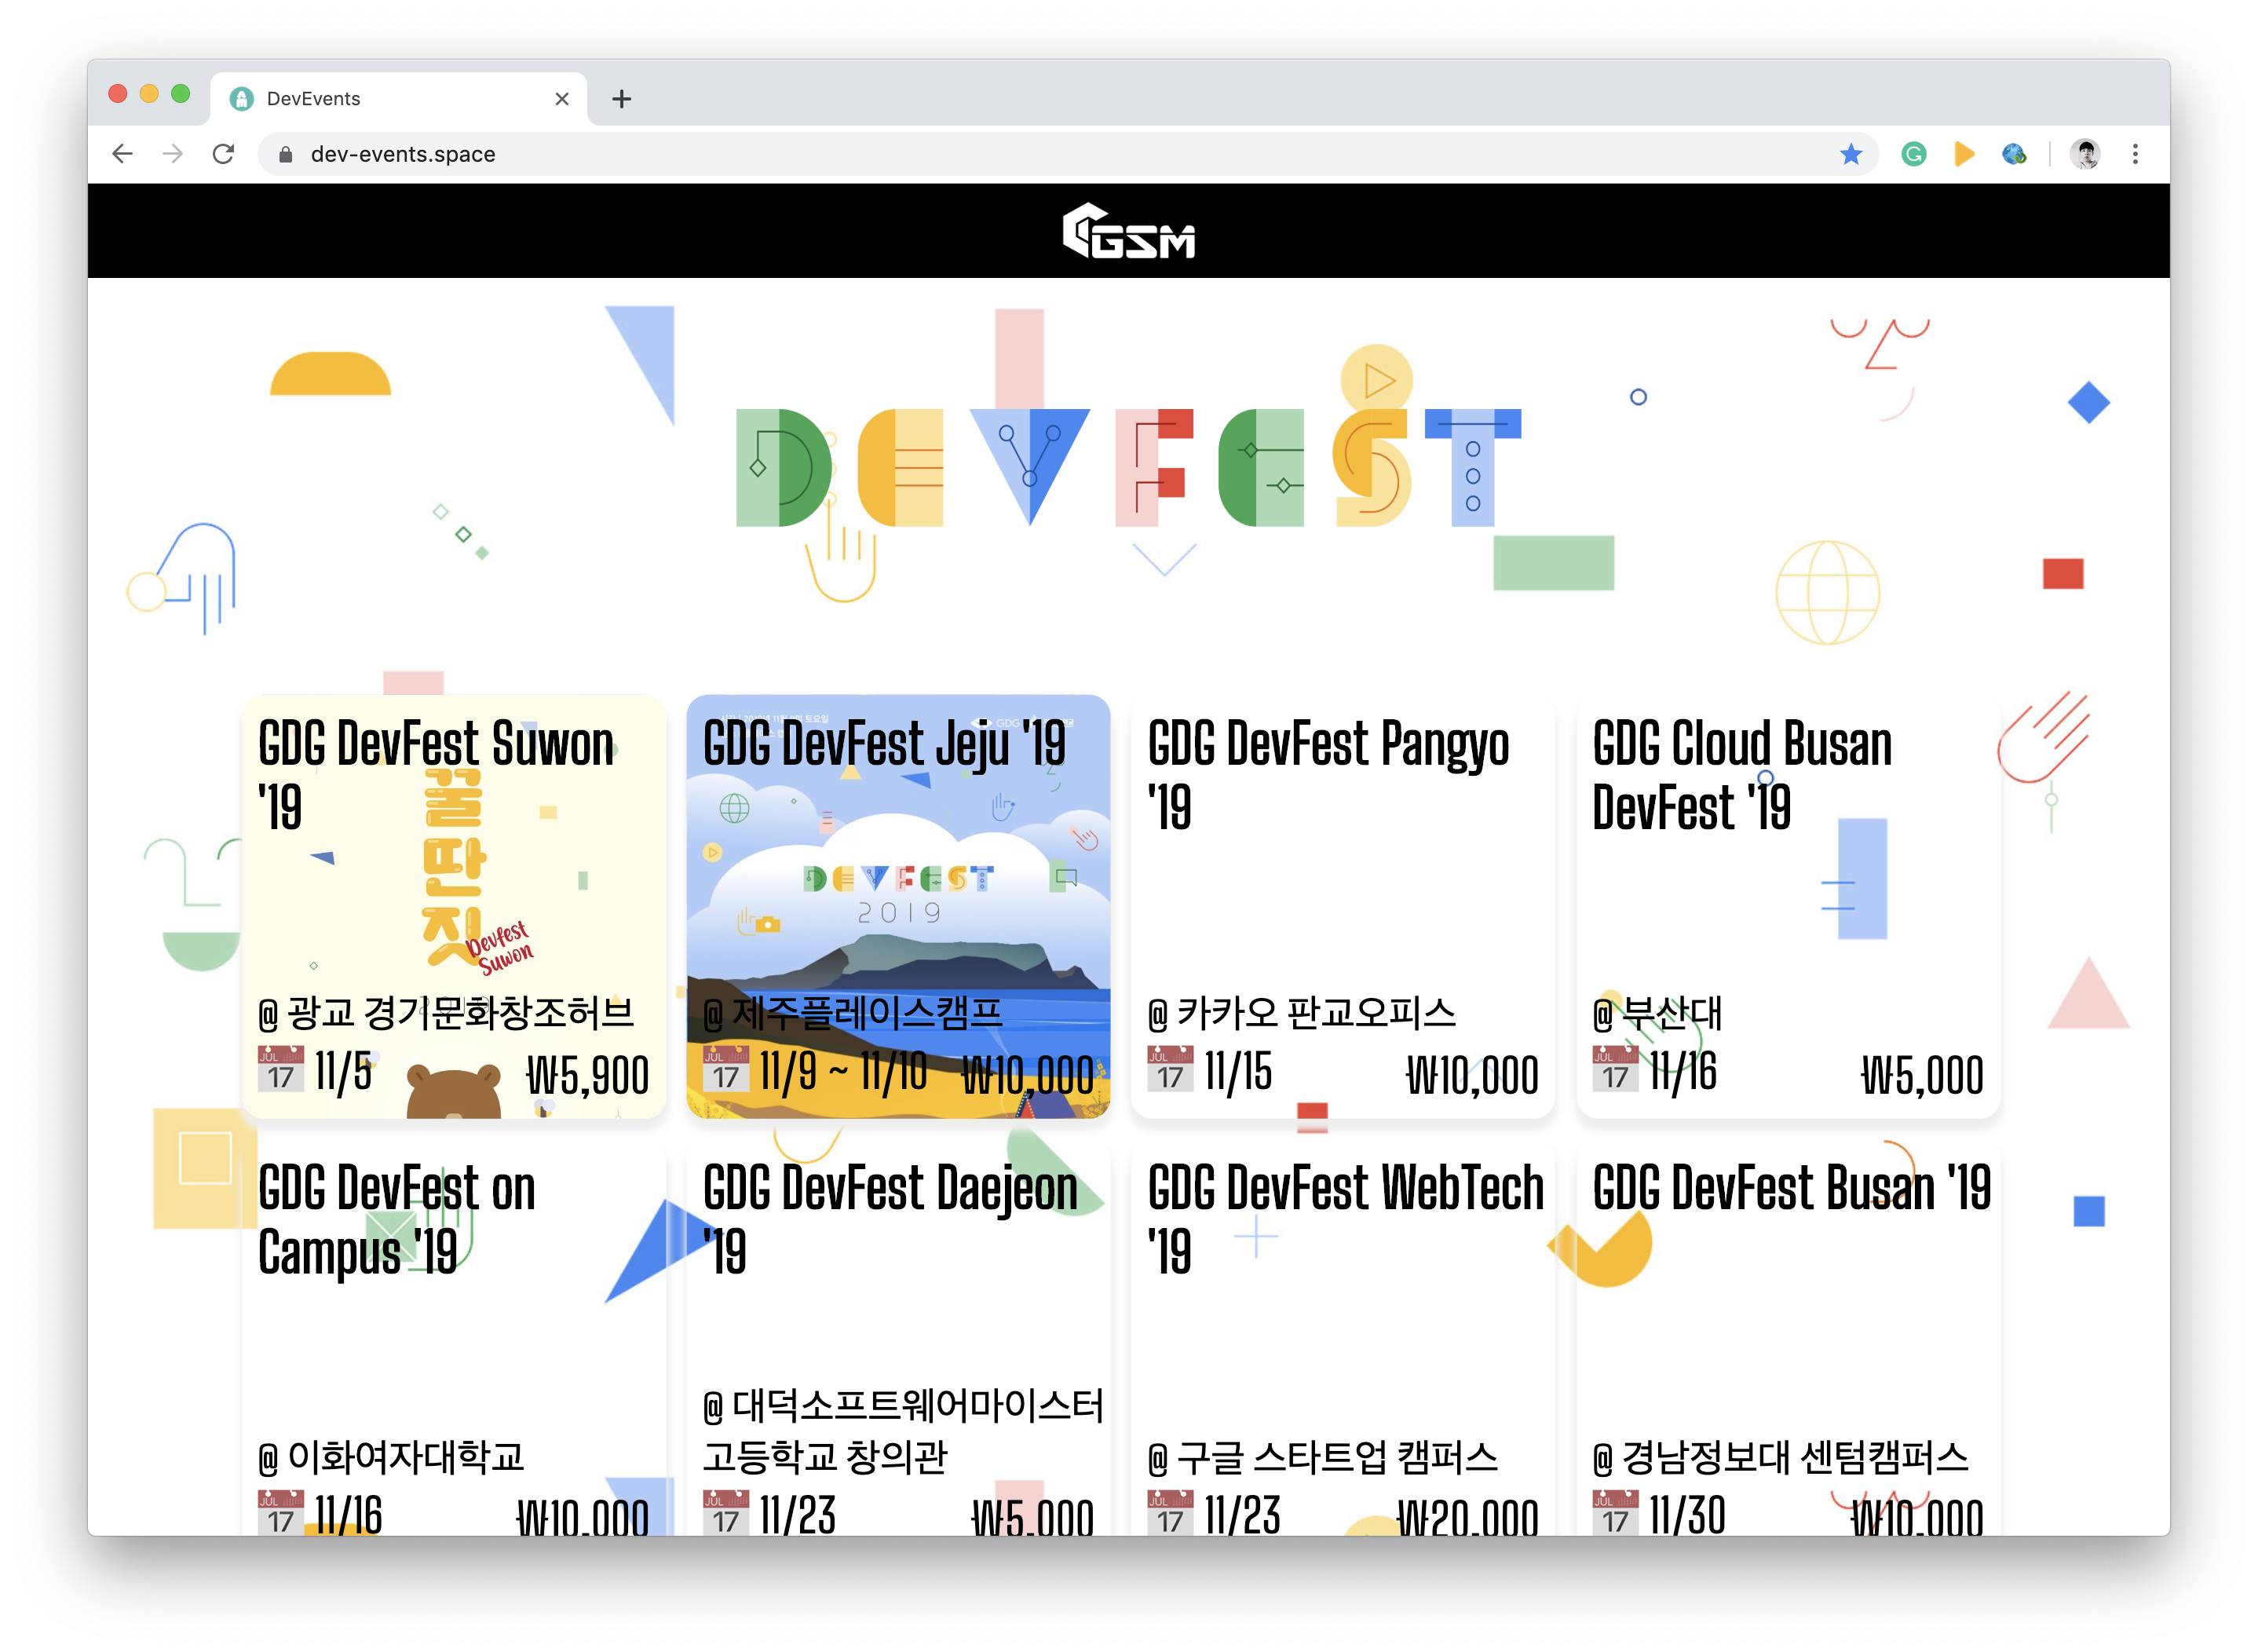 DevEvents
dev-events.space
GSM
DEVFEST
GDG DevFest Suwon
'19
꿀딴짓
Devfest
Suwon
@ 광교 경기문화창조허브
JUL
17
11/5
₩5,900
GDG DevFest Jeju '19
GDG
DEVFEST
2019
@ 제주플레이스캠프
JUL
17
11/9 ~ 11/10
₩10,000
GDG DevFest Pangyo
'19
@ 카카오 판교오피스
JUL
17
11/15
₩10,000
GDG Cloud Busan
DevFest '19
@ 부산대
JUL
17
11/16
₩5,000
GDG DevFest on
Campus '19
@ 이화여자대학교
JUL
17
11/16
₩10,000
GDG DevFest Daejeon
'19
@ 대덕소프트웨어마이스터
고등학교 창의관
JUL
17
11/23
₩5,000
GDG DevFest WebTech
'19
@ 구글 스타트업 캠퍼스
JUL
17
11/23
₩20,000
GDG DevFest Busan '19
@ 경남정보대 센텀캠퍼스
JUL
17
11/30
₩10,000